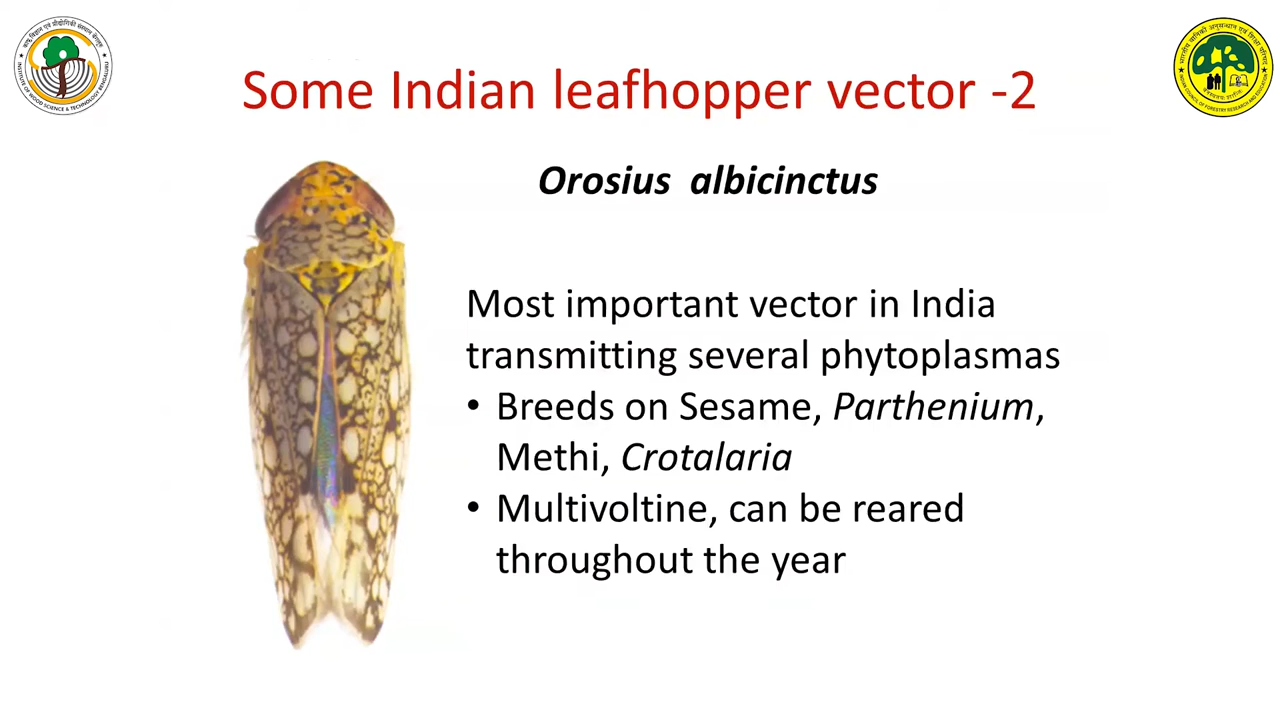 Some Indian leafhopper vector -2
Orosius albicinctus
Most important vector in India
transmitting several phytoplasmas
• Breeds on Sesame, Parthenium,
Methi, Crotalaria
• Multivoltine, can be reared
throughout the year